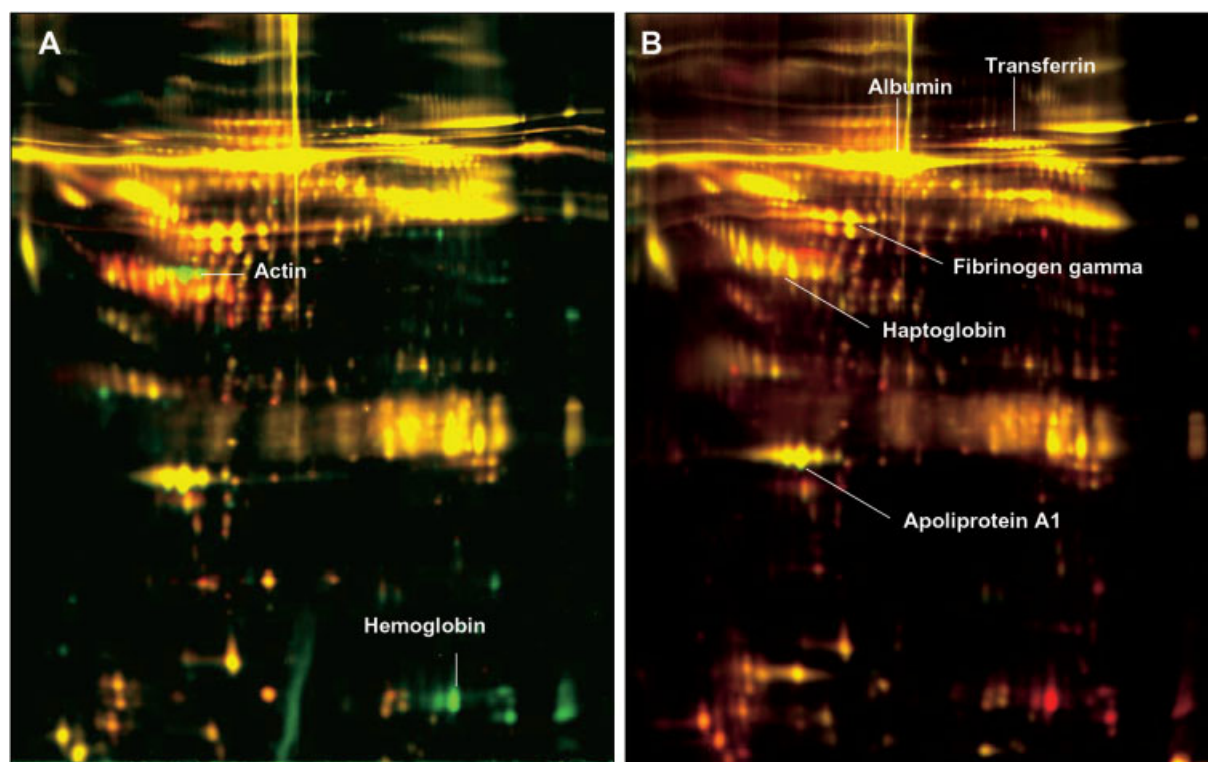 A
Actin
Hemoglobin
B
Transferrin
Albumin
Fibrinogen gamma
Haptoglobin
Apoliprotein A1